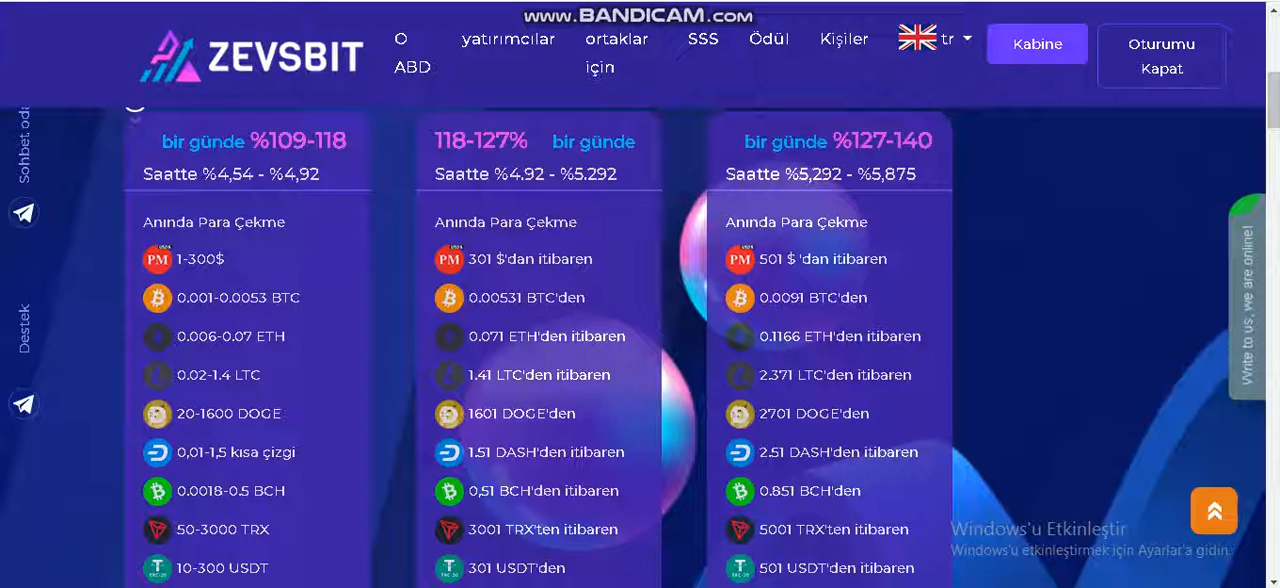 www.BANDICAM.com
ZEVSBIT
O ABD
yatırımcılar
ortaklar için
SSS
Ödül
Kişiler
tr
Kabine
Oturumu Kapat
Sohbet oda
Destek
bir günde %109-118
Saatte %4,54 - %4,92
Anında Para Çekme
PM 1-300$
0.001-0.0053 BTC
0.006-0.07 ETH
0.02-1.4 LTC
20-1600 DOGE
0,01-1,5 kısa çizgi
0.0018-0.5 BCH
50-3000 TRX
10-300 USDT
118-127% bir günde
Saatte %4.92 - %5.292
Anında Para Çekme
PM 301 $'dan itibaren
0.00531 BTC'den
0.071 ETH'den itibaren
1.41 LTC'den itibaren
1601 DOGE'den
1.51 DASH'den itibaren
0,51 BCH'den itibaren
3001 TRX'ten itibaren
301 USDT'den
bir günde %127-140
Saatte %5,292 - %5,875
Anında Para Çekme
PM 501 $ 'dan itibaren
0.0091 BTC'den
0.1166 ETH'den itibaren
2.371 LTC'den itibaren
2701 DOGE'den
2.51 DASH'den itibaren
0.851 BCH'den
5001 TRX'ten itibaren
501 USDT'den itibaren
Write to us, we are online!
Windows'u Etkinleştir
Windows'u etkinleştirmek için Ayarlar'a gidin.